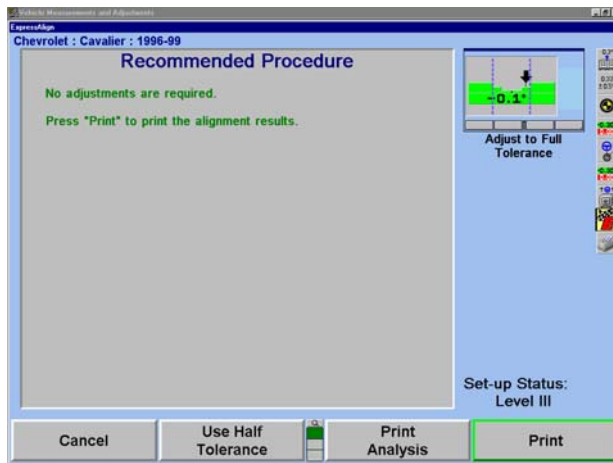 Vehicle Measurements and Adjustments
ExpressAlign
Chevrolet : Cavalier : 1996-99
Recommended Procedure
No adjustments are required.
Press "Print" to print the alignment results.
-0.1°
Adjust to Full
Tolerance
Set-up Status:
Level III
Cancel
Use Half
Tolerance
Print
Analysis
Print